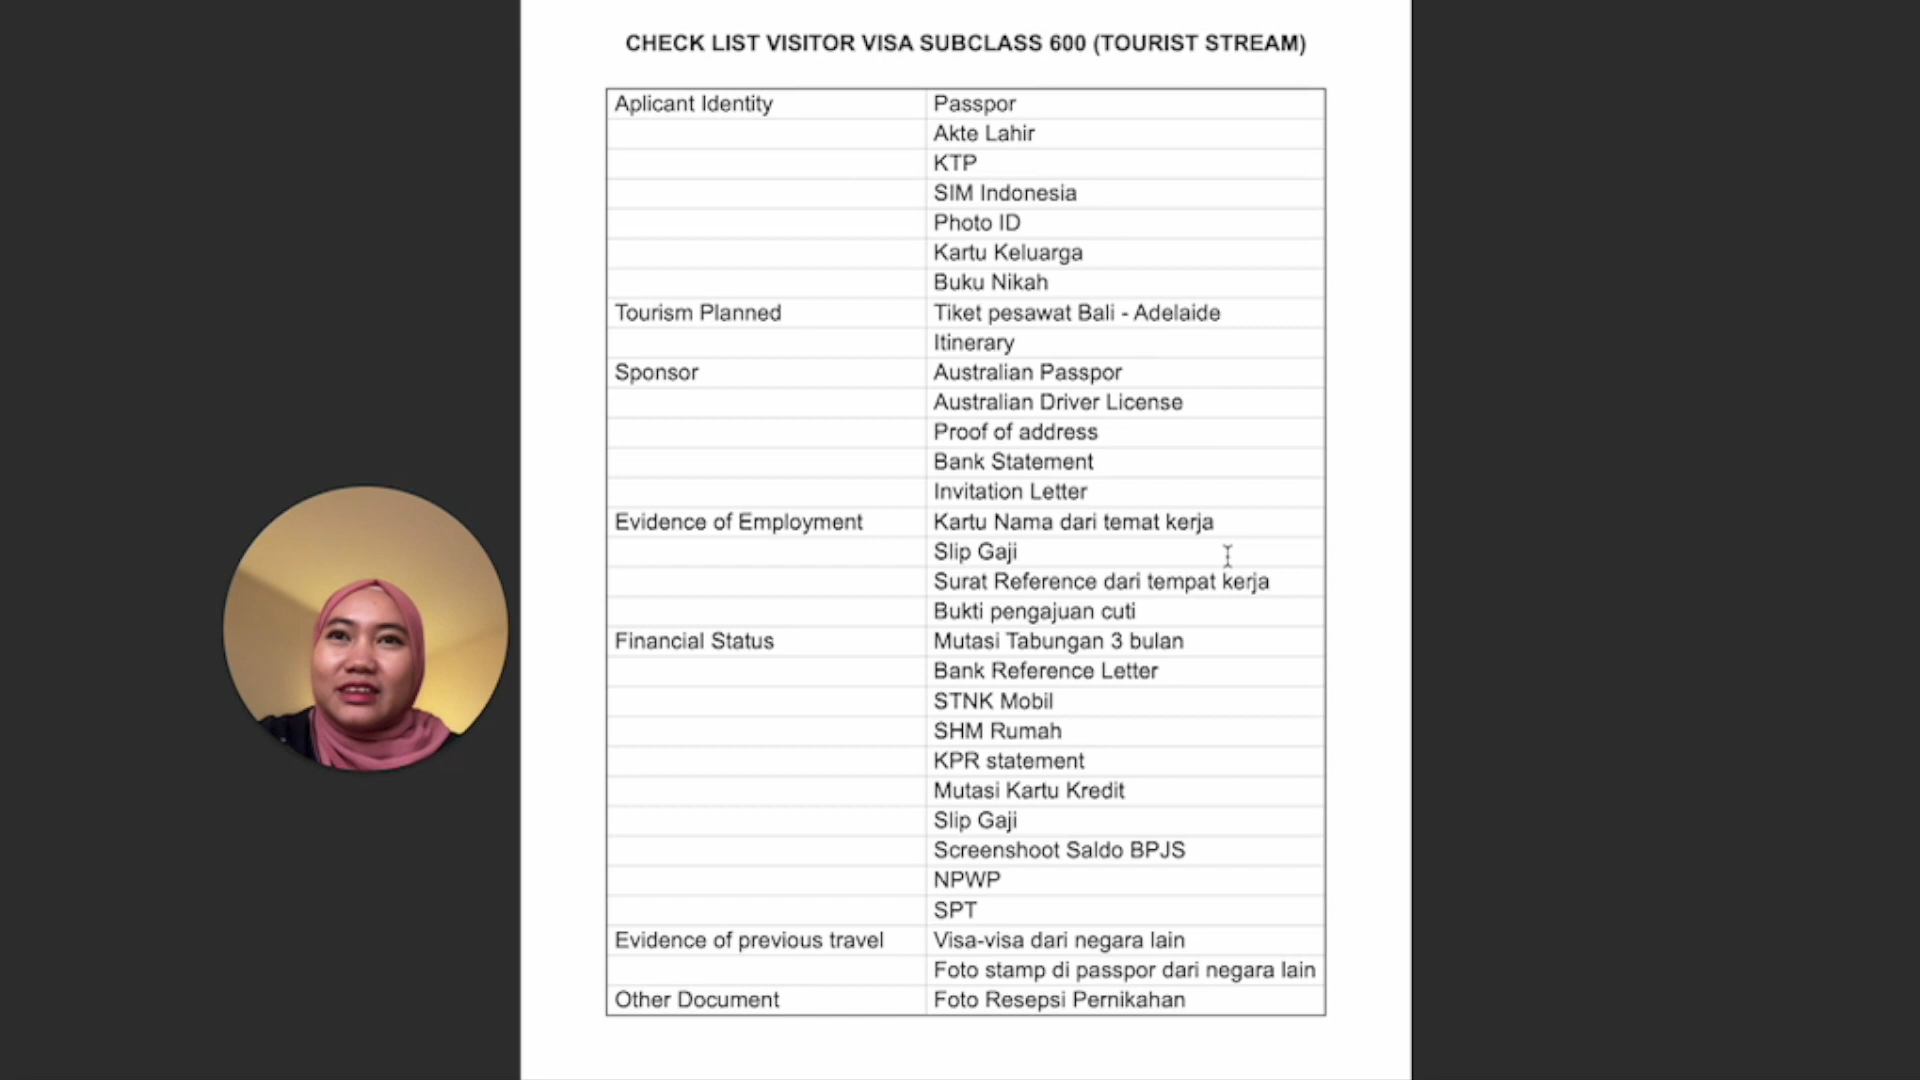 CHECK LIST VISITOR VISA SUBCLASS 600 (TOURIST STREAM)
Aplicant Identity Passpor
Akte Lahir
KTP
SIM Indonesia
Photo ID
Kartu Keluarga
Buku Nikah
Tourism Planned Tiket pesawat Bali - Adelaide
Itinerary
Sponsor Australian Passpor
Australian Driver License
Proof of address
Bank Statement
Invitation Letter
Evidence of Employment Kartu Nama dari temat kerja
Slip Gaji
Surat Reference dari tempat kerja
Bukti pengajuan cuti
Financial Status Mutasi Tabungan 3 bulan
Bank Reference Letter
STNK Mobil
SHM Rumah
KPR statement
Mutasi Kartu Kredit
Slip Gaji
Screenshoot Saldo BPJS
NPWP
SPT
Evidence of previous travel Visa-visa dari negara lain
Foto stamp di passpor dari negara lain
Other Document Foto Resepsi Pernikahan